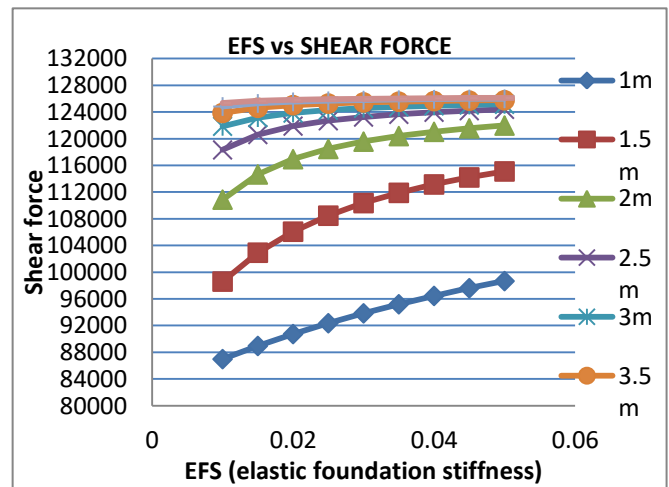 EFS vs SHEAR FORCE
Shear force
132000
128000
124000
120000
116000
112000
108000
104000
100000
96000
92000
88000
84000
80000
0
0.02
0.04
0.06
EFS (elastic foundation stiffness)
1m
1.5
m
2m
2.5
m
3m
3.5
m